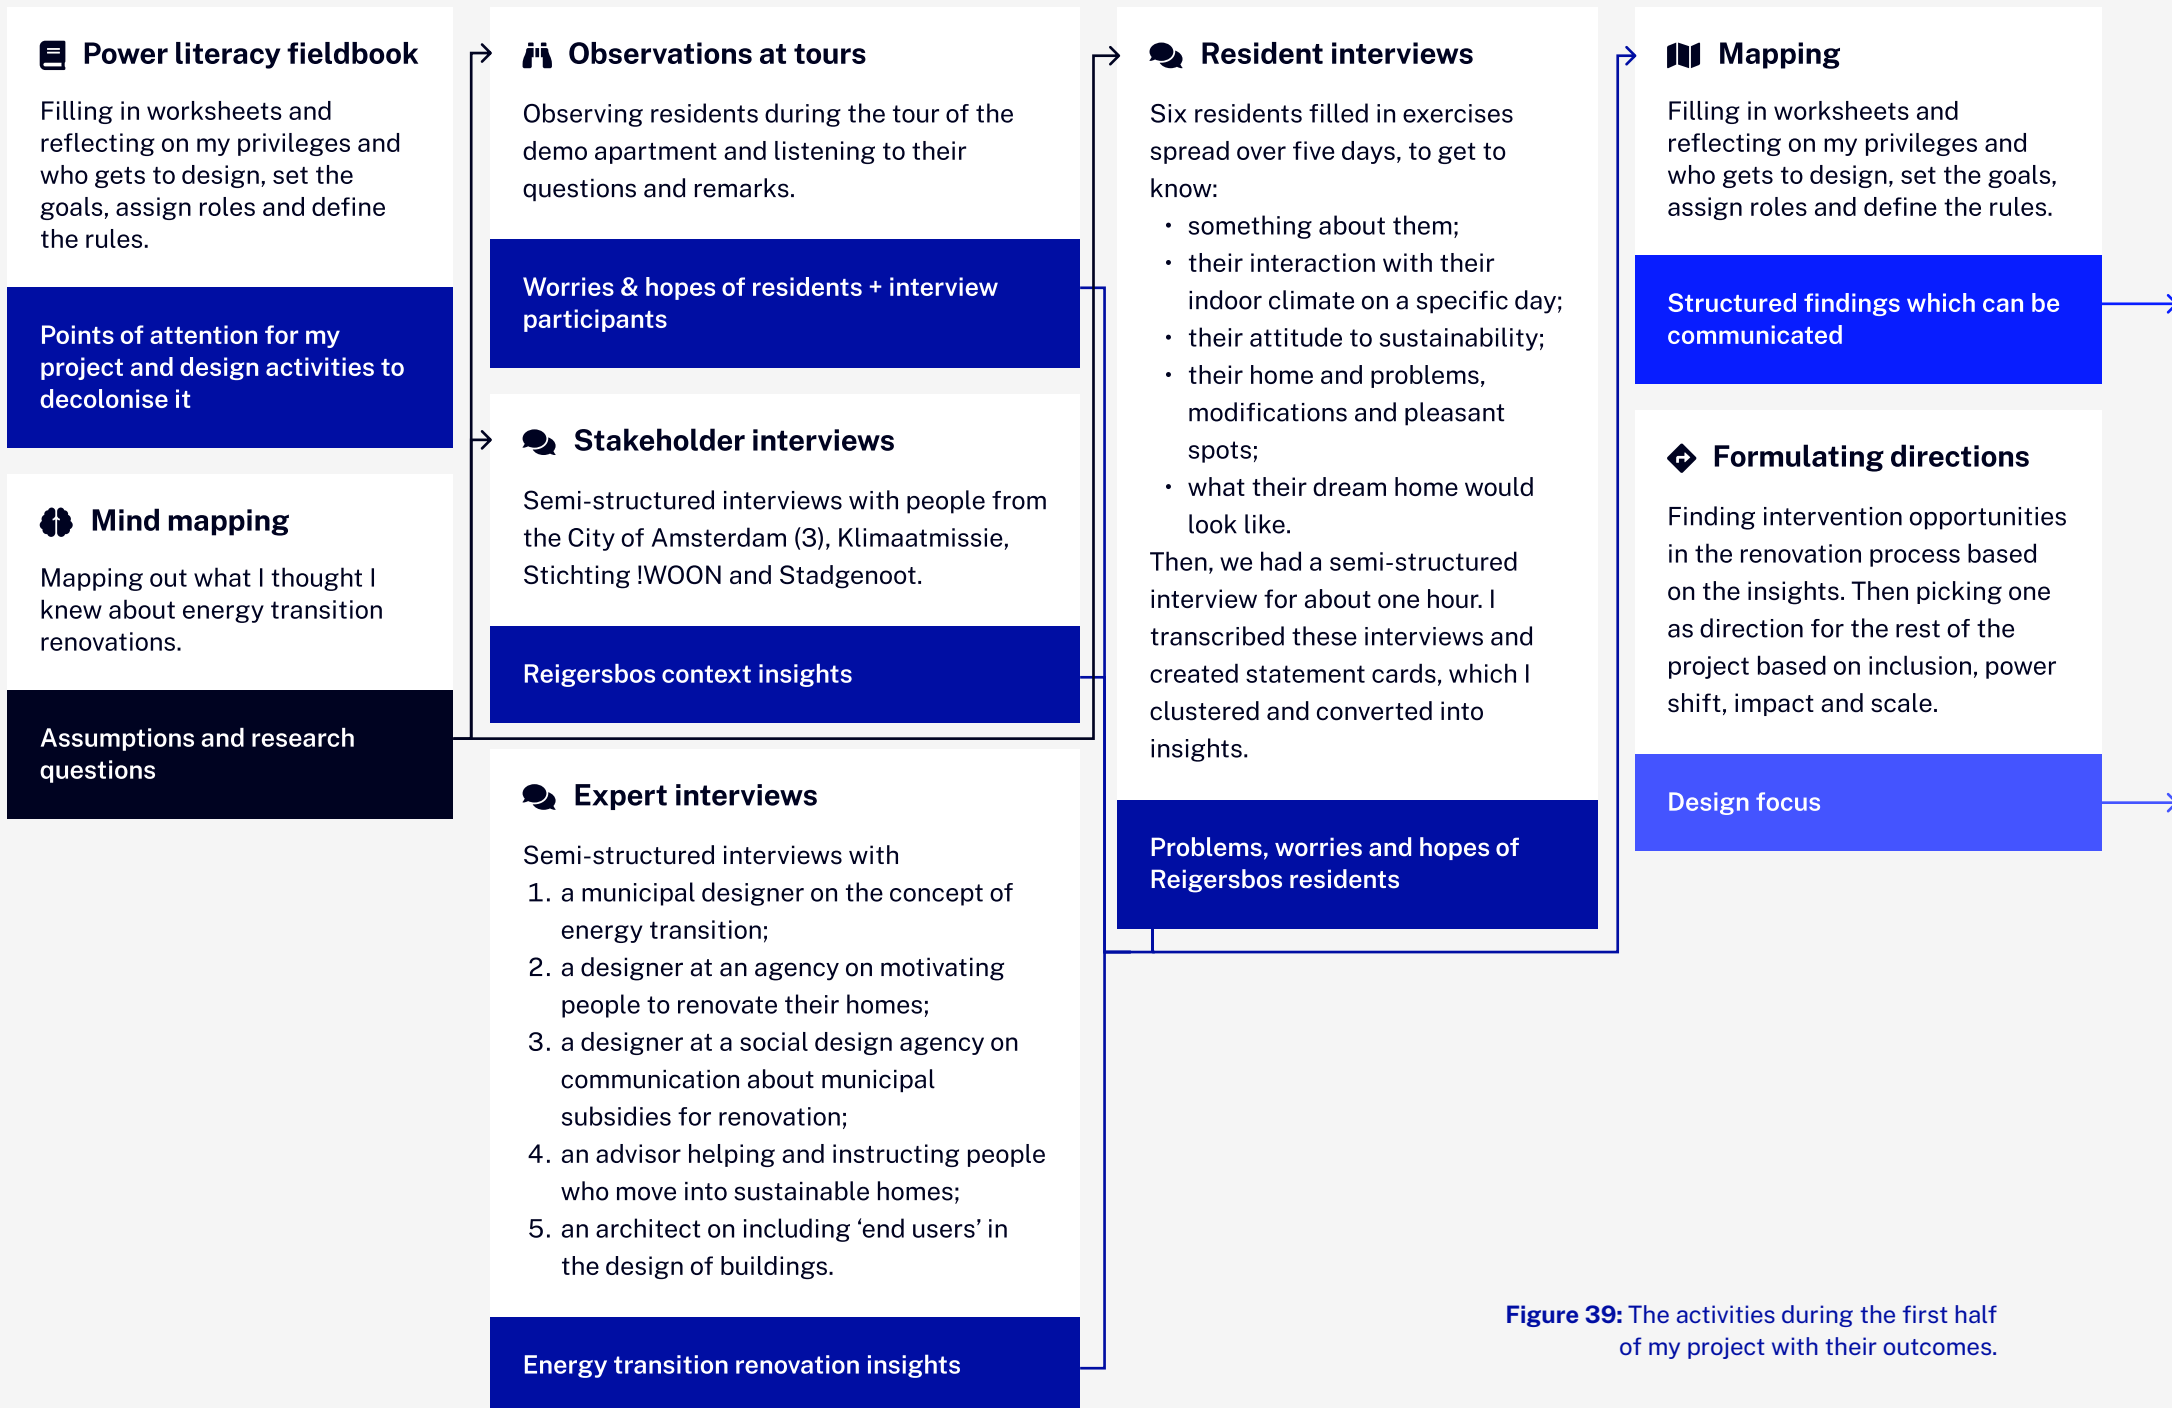 Power literacy fieldbook
Filling in worksheets and
reflecting on my privileges and
who gets to design, set the
goals, assign roles and define
the rules.
Points of attention for my
project and design activities to
decolonise it
Mind mapping
Mapping out what I thought I
knew about energy transition
renovations.
Assumptions and research
questions
Observations at tours
Observing residents during the tour of the
demo apartment and listening to their
questions and remarks.
Worries & hopes of residents + interview
participants
Stakeholder interviews
Semi-structured interviews with people from
the City of Amsterdam (3), Klimaatmissie,
Stichting !WOON and Stadgenoot.
Reigersbos context insights
Expert interviews
Semi-structured interviews with
1. a municipal designer on the concept of
energy transition;
2. a designer at an agency on motivating
people to renovate their homes;
3. a designer at a social design agency on
communication about municipal
subsidies for renovation;
4. an advisor helping and instructing people
who move into sustainable homes;
5. an architect on including ‘end users’ in
the design of buildings.
Energy transition renovation insights
Resident interviews
Six residents filled in exercises
spread over five days, to get to
know:
• something about them;
• their interaction with their
indoor climate on a specific day;
• their attitude to sustainability;
• their home and problems,
modifications and pleasant
spots;
• what their dream home would
look like.
Then, we had a semi-structured
interview for about one hour. I
transcribed these interviews and
created statement cards, which I
clustered and converted into
insights.
Problems, worries and hopes of
Reigersbos residents
Mapping
Filling in worksheets and
reflecting on my privileges and
who gets to design, set the goals,
assign roles and define the rules.
Structured findings which can be
communicated
Formulating directions
Finding intervention opportunities
in the renovation process based
on the insights. Then picking one
as direction for the rest of the
project based on inclusion, power
shift, impact and scale.
Design focus
Figure 39: The activities during the first half
of my project with their outcomes.